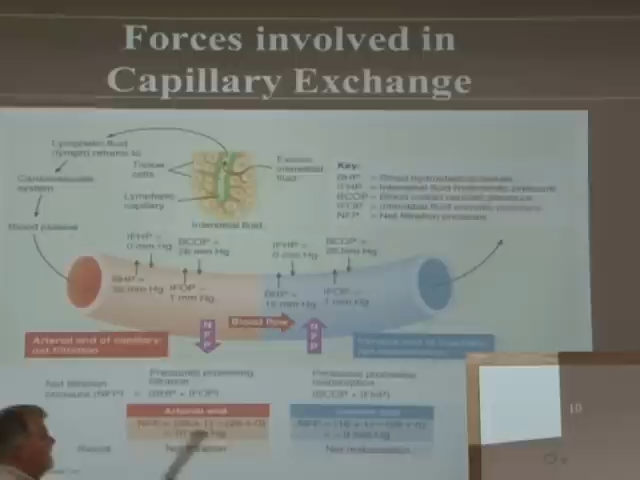 Forces involved in
Capillary Exchange
Lymphatic fluid
(lymph) returns to
Cardiovascular
system
Blood plasma
Tissue
cells
Lymphatic
capillary
Excess
interstitial
fluid
Interstitial fluid
Key:
BHP = Blood hydrostatic pressure
IFHP = Interstitial fluid hydrostatic pressure
BCOP = Blood colloid osmotic pressure
IFOP = Interstitial fluid osmotic pressure
NFP = Net filtration pressure
IFHP =
0 mm Hg
BCOP =
26 mm Hg
IFHP =
0 mm Hg
BCOP =
26 mm Hg
BHP =
35 mm Hg
IFOP =
1 mm Hg
BHP =
16 mm Hg
IFOP =
1 mm Hg
NFP
Blood flow
NFP
Arterial end of capillary:
net filtration
Net filtration
pressure (NFP) = (BHP + IFOP)
Pressures promoting
filtration
Pressures promoting
reabsorption
(BCOP + IFHP)
Arterial end
Result
Net filtration
Net reabsorption
10